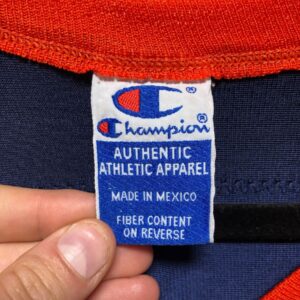 ®
Champion®
AUTHENTIC
ATHLETIC APPAREL
MADE IN MEXICO
FIBER CONTENT
ON REVERSE